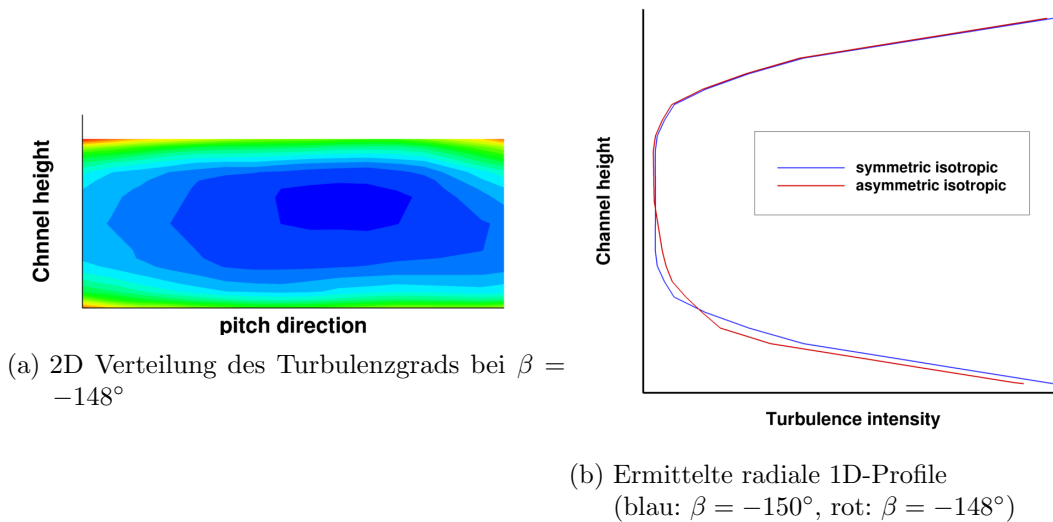 Chnnel height
pitch direction
(a) 2D Verteilung des Turbulenzgrads bei β =
−148°
Channel height
symmetric isotropic
asymmetric isotropic
Turbulence intensity
(b) Ermittelte radiale 1D-Profile
(blau: β = −150°, rot: β = −148°)